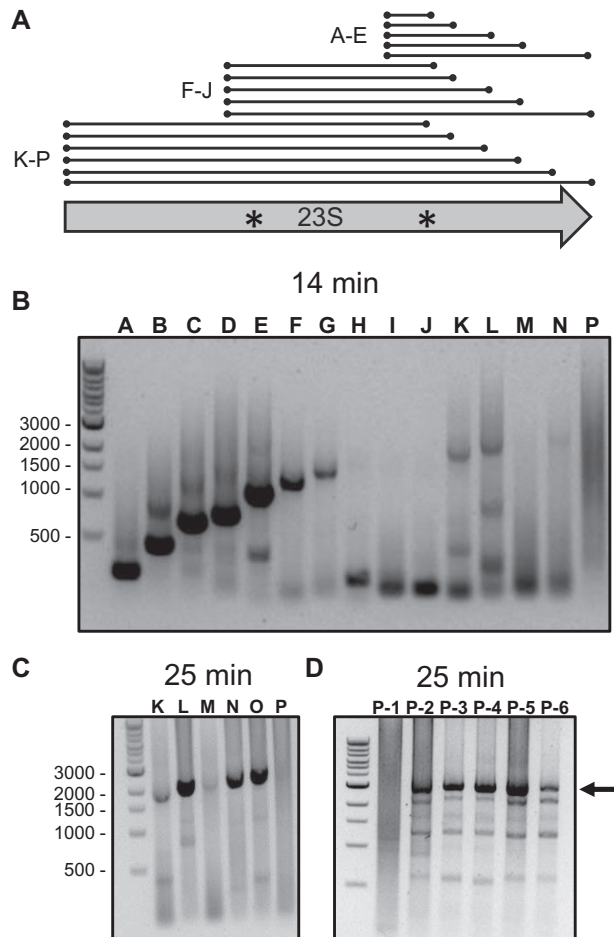 A
A-E
F-J
K-P
* 23S *
14 min
B
A B C D E F G H I J K L M N P
3000 -
2000 -
1500 -
1000 -
500 -
C
25 min
K L M N O P
3000 -
2000 -
1500 -
1000 -
500 -
D
25 min
P-1 P-2 P-3 P-4 P-5 P-6